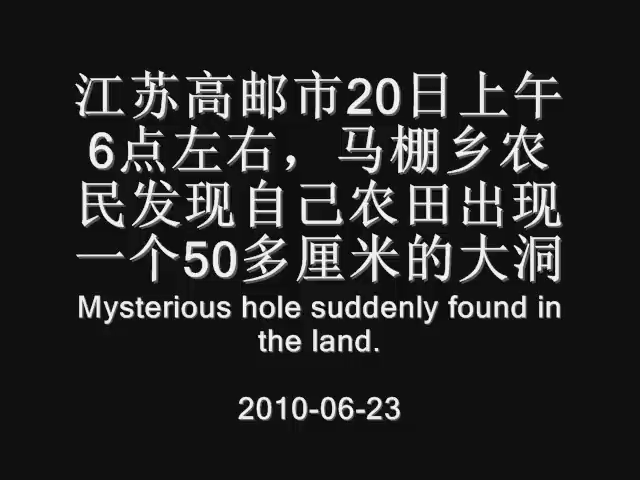 江苏高邮市20日上午
6点左右，马棚乡农
民发现自己农田出现
一个50多厘米的大洞
Mysterious hole suddenly found in
the land.
2010-06-23